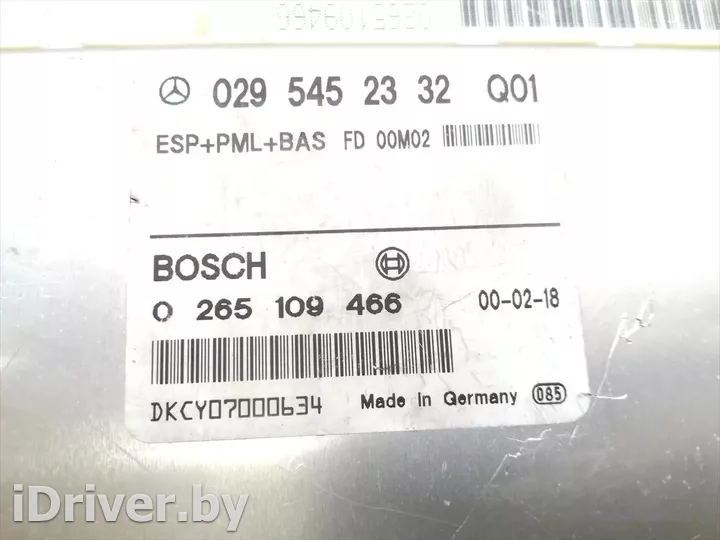 0265109466
029 545 23 32 Q01
ESP+PML+BAS FD 00M02
BOSCH
0 265 109 466 00-02-18
DKCY07000634 Made in Germany 085
iDriver.by